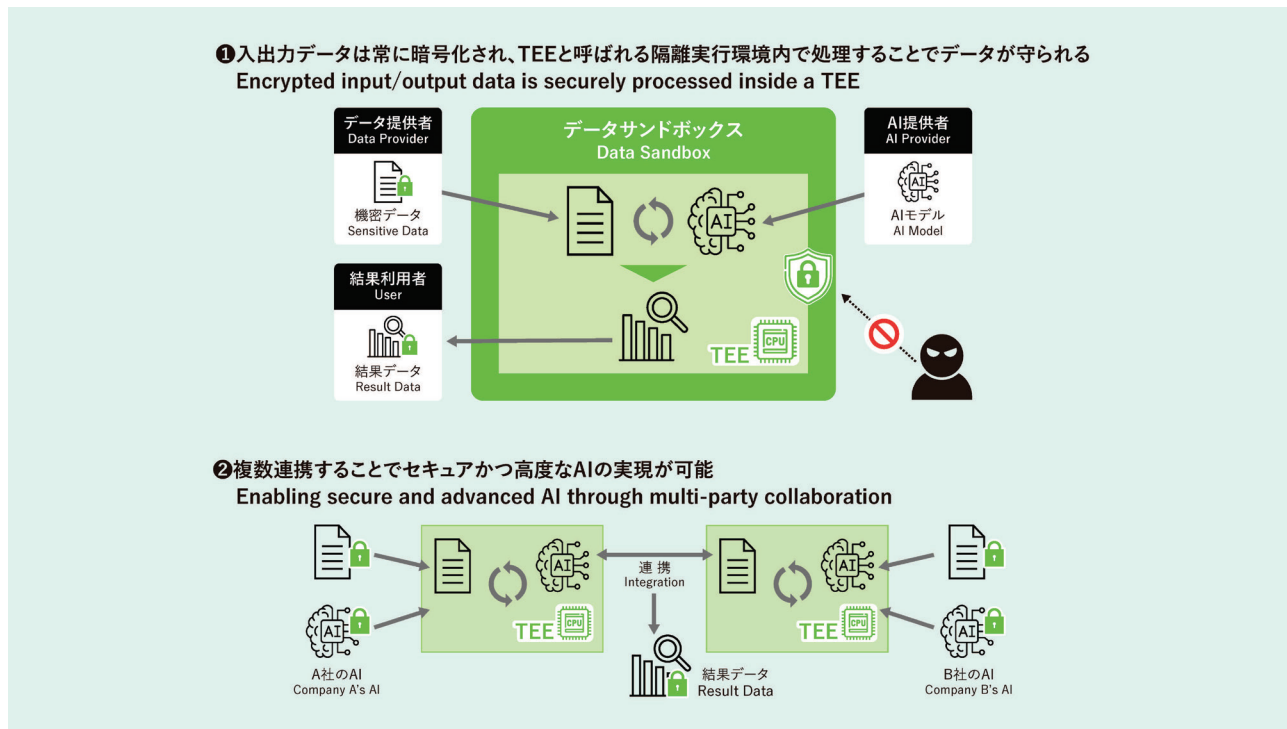 ❶入出力データは常に暗号化され、TEEと呼ばれる隔離実行環境内で処理することでデータが守られる
Encrypted input/output data is securely processed inside a TEE
データ提供者
Data Provider
機密データ
Sensitive Data
データサンドボックス
Data Sandbox
AI
TEE
CPU
AI提供者
AI Provider
AI
AIモデル
AI Model
結果利用者
User
結果データ
Result Data
❷複数連携することでセキュアかつ高度なAIの実現が可能
Enabling secure and advanced AI through multi-party collaboration
AI
A社のAI
Company A's AI
AI
TEE
CPU
連携
Integration
結果データ
Result Data
AI
TEE
CPU
AI
B社のAI
Company B's AI